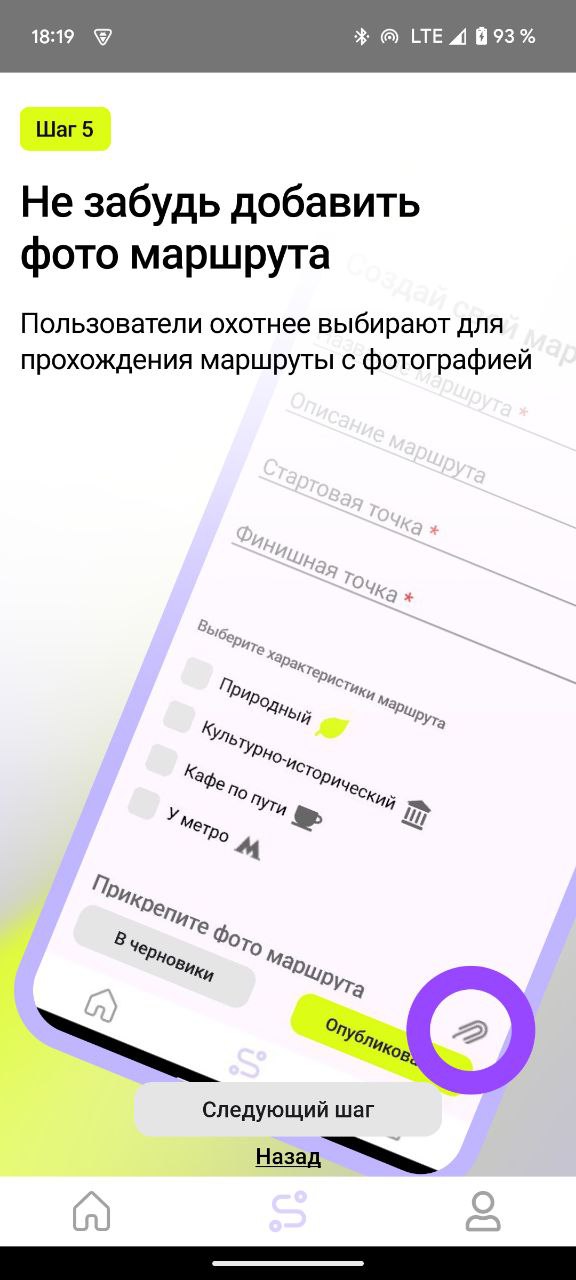 18:19
LTE 93 %
Шаг 5
Не забудь добавить
фото маршрута
Пользователи охотнее выбирают для
прохождения маршруты с фотографией
Создай свой мар
Название маршрута *
Описание маршрута
Стартовая точка *
Финишная точка *
Выберите характеристики маршрута
Природный
Культурно-исторический
Кафе по пути
У метро
Прикрепите фото маршрута
В черновики
Опубликова
Следующий шаг
Назад